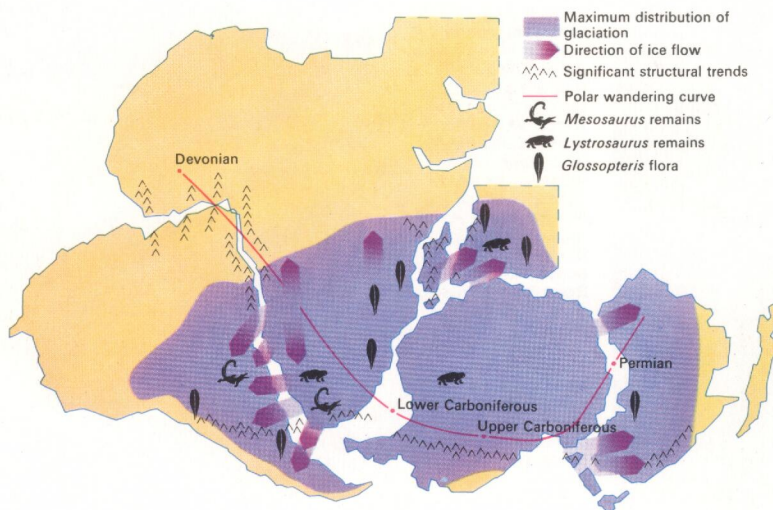 Maximum distribution of
glaciation
Direction of ice flow
Significant structural trends
Polar wandering curve
Mesosaurus remains
Lystrosaurus remains
Glossopteris flora
Devonian
Permian
Lower Carboniferous
Upper Carboniferous